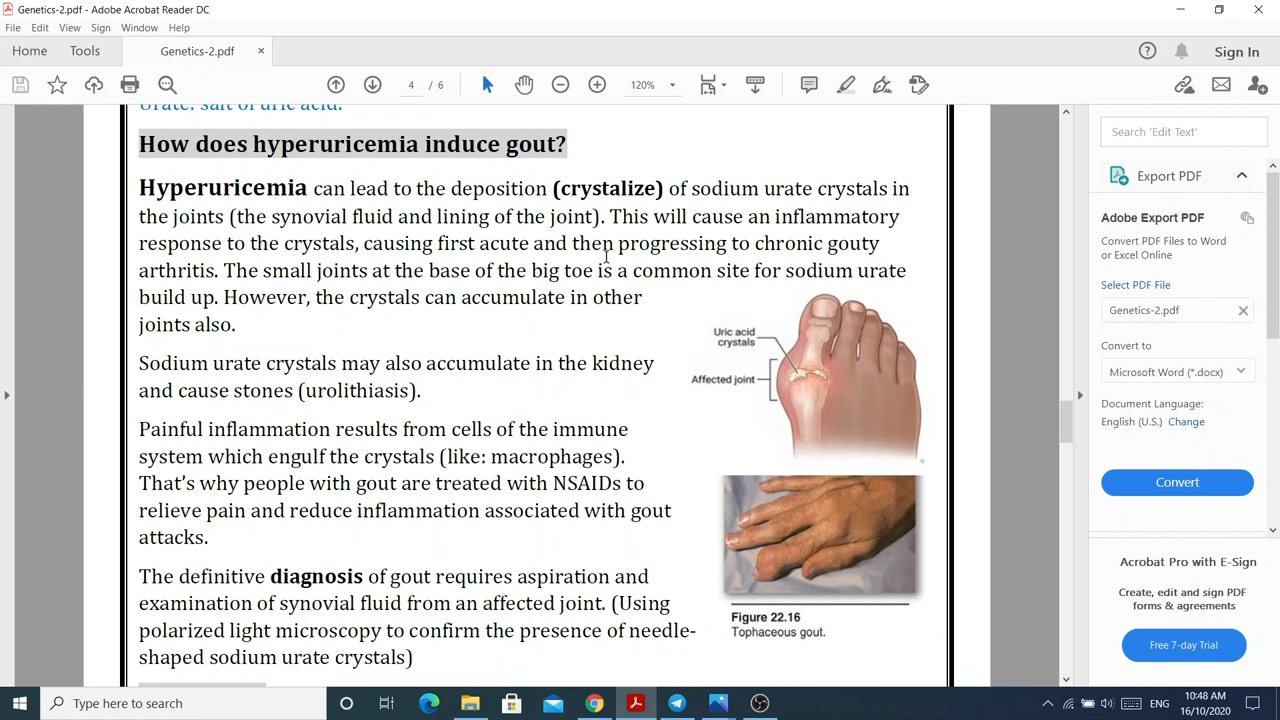 Genetics-2.pdf - Adobe Acrobat Reader DC
File Edit View Sign Window Help
Home Tools Genetics-2.pdf × Sign In
4 / 6 120%
Urate: salt of uric acid.
How does hyperuricemia induce gout?
Hyperuricemia can lead to the deposition (crystalize) of sodium urate crystals in
the joints (the synovial fluid and lining of the joint). This will cause an inflammatory
response to the crystals, causing first acute and then progressing to chronic gouty
arthritis. The small joints at the base of the big toe is a common site for sodium urate
build up. However, the crystals can accumulate in other
joints also.
Sodium urate crystals may also accumulate in the kidney
and cause stones (urolithiasis).
Painful inflammation results from cells of the immune
system which engulf the crystals (like: macrophages).
That's why people with gout are treated with NSAIDs to
relieve pain and reduce inflammation associated with gout
attacks.
The definitive diagnosis of gout requires aspiration and
examination of synovial fluid from an affected joint. (Using
polarized light microscopy to confirm the presence of needle-
shaped sodium urate crystals)
Uric acid
crystals
Affected joint
Figure 22.16
Tophaceous gout.
Search 'Edit Text'
Export PDF
Adobe Export PDF
Convert PDF Files to Word
or Excel Online
Select PDF File
Genetics-2.pdf
Convert to
Microsoft Word (*.docx)
Document Language:
English (U.S.) Change
Convert
Acrobat Pro with E-Sign
Create, edit and sign PDF
forms & agreements
Free 7-day Trial
Type here to search
ENG
10:48 AM
16/10/2020